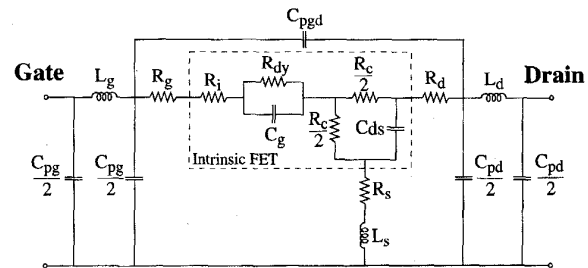 C_pgd
Gate
L_g
R_g
R_i
R_dy
C_g
R_c/2
R_c/2
C_ds
R_d
L_d
Drain
Intrinsic FET
C_pg/2
C_pg/2
R_s
L_s
C_pd/2
C_pd/2